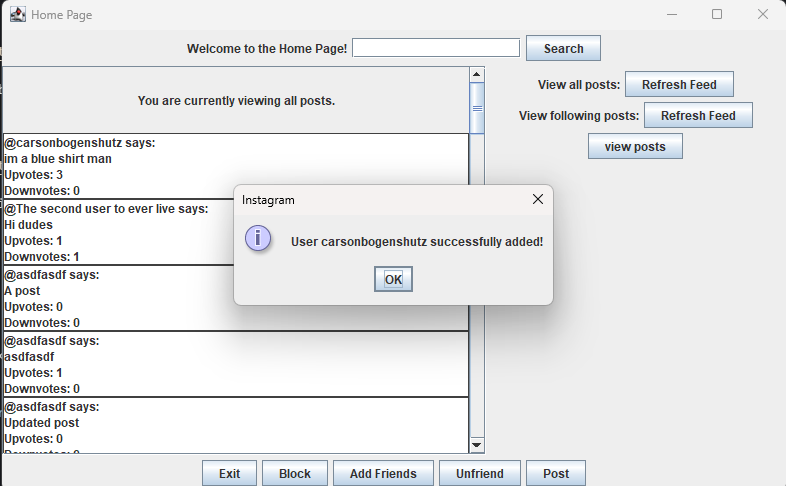 Home Page
Welcome to the Home Page! Search
You are currently viewing all posts.
View all posts: Refresh Feed
View following posts: Refresh Feed
view posts
@carsonbogenshutz says:
im a blue shirt man
Upvotes: 3
Downvotes: 0
@The second user to ever live says:
Hi dudes
Upvotes: 1
Downvotes: 1
@asdfasdf says:
A post
Upvotes: 0
Downvotes: 0
@asdfasdf says:
asdfasdf
Upvotes: 1
Downvotes: 0
@asdfasdf says:
Updated post
Upvotes: 0
Downvotes: 0
Instagram
User carsonbogenshutz successfully added!
OK
Exit Block Add Friends Unfriend Post